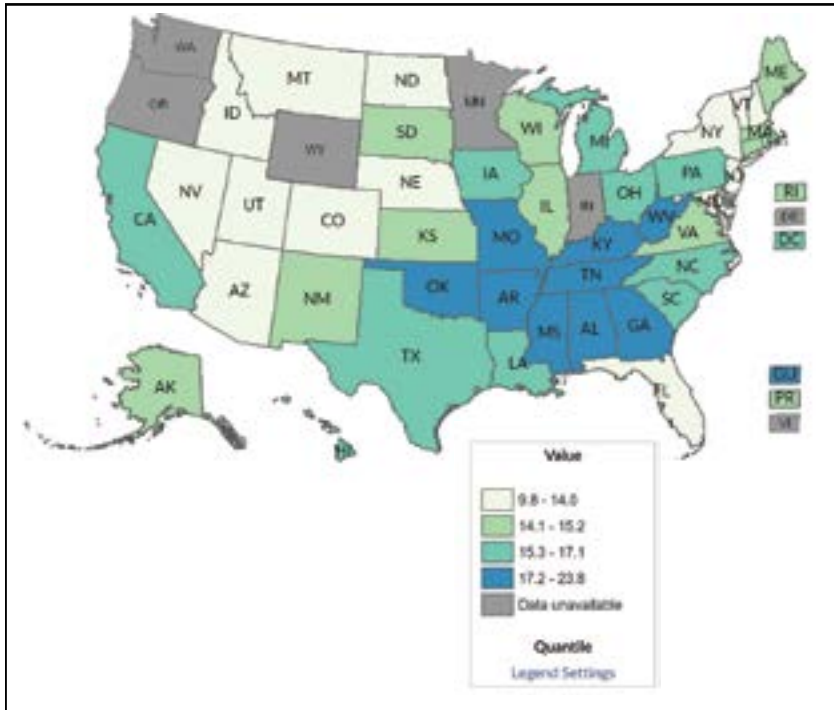 WA
MT
ND
MN
ME
VT
OR
ID
SD
WI
MI
NY
MA
WY
IA
PA
NV
NE
IL
IN
OH
RI
CA
UT
CO
WV
DE
KS
MO
KY
VA
DC
AZ
NM
OK
AR
TN
NC
SC
MS
AL
GA
TX
LA
AK
FL
GU
PR
VI
HI
Value
9.8 - 14.0
14.1 - 15.2
15.3 - 17.1
17.2 - 23.8
Data unavailable
Quantile
Legend Settings